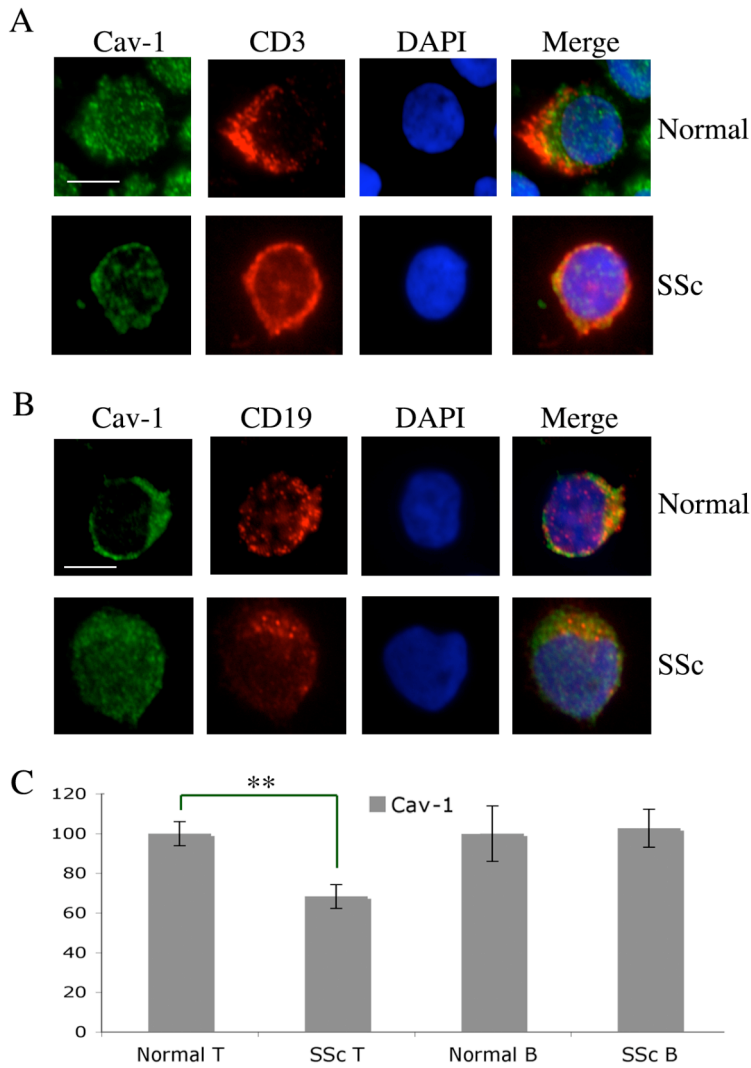 A
Cav-1 CD3 DAPI Merge
Normal
SSc
B
Cav-1 CD19 DAPI Merge
Normal
SSc
C
**
Cav-1
120
100
80
60
40
20
0
Normal T SSc T Normal B SSc B